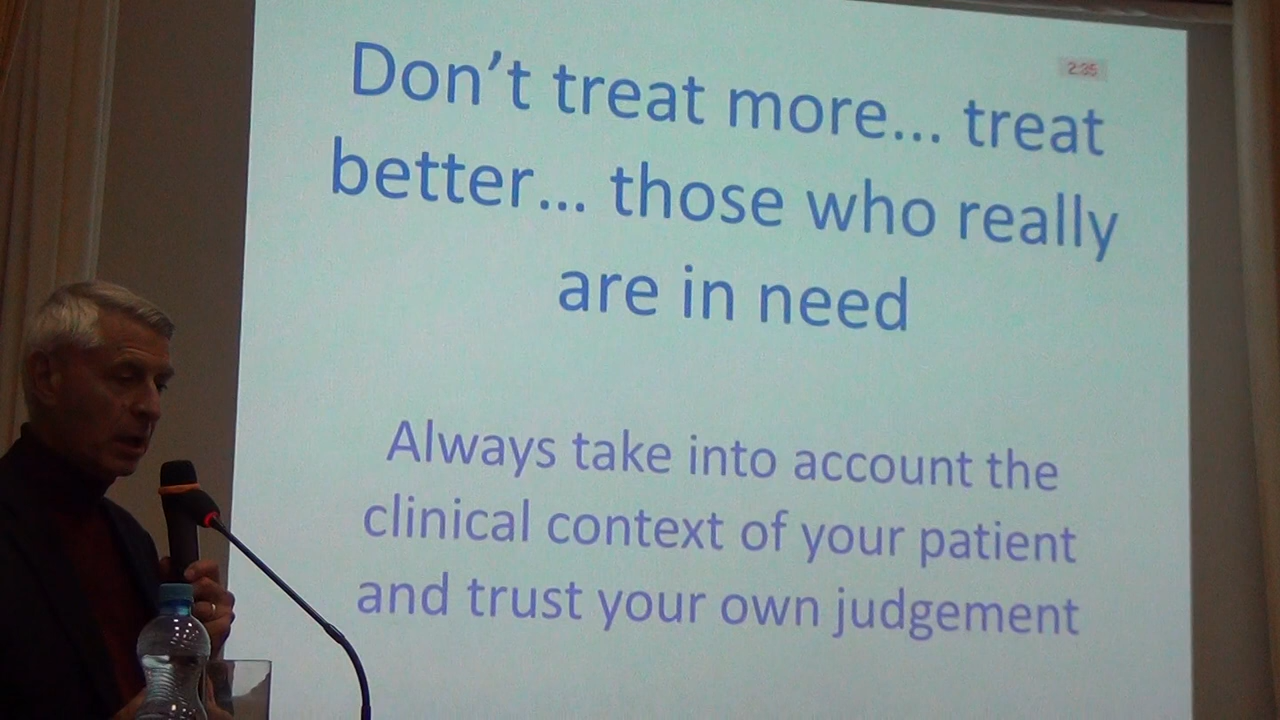 2:35
Don't treat more... treat
better... those who really
are in need
Always take into account the
clinical context of your patient
and trust your own judgement